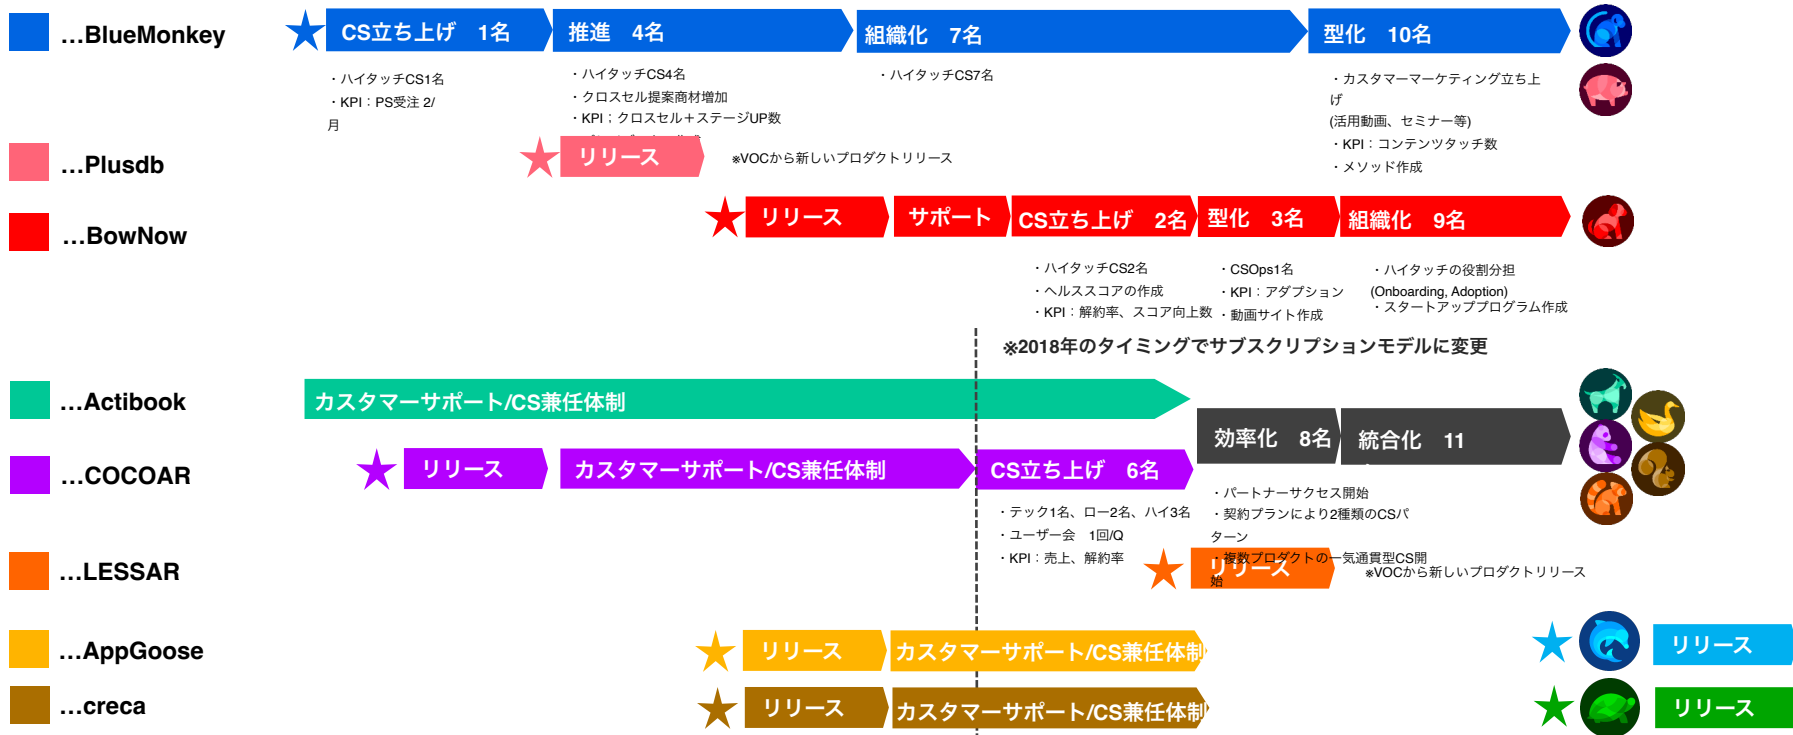 …BlueMonkey
CS立ち上げ　1名
推進　4名
組織化　7名
型化　10名
・ハイタッチCS1名
・KPI：PS受注 2/
月
・ハイタッチCS4名
・クロスセル提案商材増加
・KPI；クロスセル＋ステージUP数
・ハイタッチCS7名
・カスタマーマーケティング立ち上
げ
(活用動画、セミナー等)
・KPI：コンテンツタッチ数
・メソッド作成
…Plusdb
リリース
※VOCから新しいプロダクトリリース
…BowNow
リリース
サポート
CS立ち上げ　2名
型化　3名
組織化　9名
・ハイタッチCS2名
・ヘルススコアの作成
・KPI：解約率、スコア向上数
・CSOps1名
・KPI：アダプション
・動画サイト作成
・ハイタッチの役割分担
(Onboarding, Adoption)
・スタートアッププログラム作成
※2018年のタイミングでサブスクリプションモデルに変更
…Actibook
カスタマーサポート/CS兼任体制
効率化　8名
統合化　11
…COCOAR
リリース
カスタマーサポート/CS兼任体制
CS立ち上げ　6名
・テック1名、ロー2名、ハイ3名
・ユーザー会　1回/Q
・KPI：売上、解約率
・パートナーサクセス開始
・契約プランにより2種類のCSパ
ターン
・複数プロダクトの一気通貫型CS開
始
…LESSAR
リリース
※VOCから新しいプロダクトリリース
…AppGoose
リリース
カスタマーサポート/CS兼任体制
リリース
…creca
リリース
カスタマーサポート/CS兼任体制
リリース